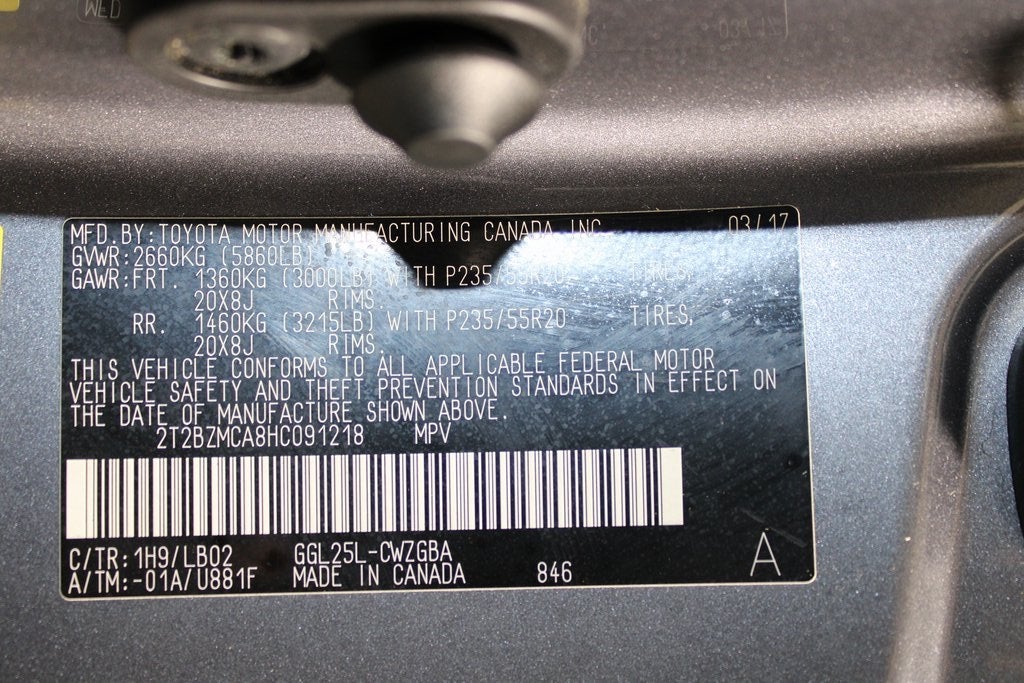 MFD.BY:TOYOTA MOTOR MANUFACTURING CANADA INC. 03/17
GVWR:2660KG (5860LB)
GAWR:FRT. 1360KG (3000LB) WITH P235/55R20 TIRES,
20X8J RIMS.
RR. 1460KG (3215LB) WITH P235/55R20 TIRES,
20X8J RIMS.
THIS VEHICLE CONFORMS TO ALL APPLICABLE FEDERAL MOTOR
VEHICLE SAFETY AND THEFT PREVENTION STANDARDS IN EFFECT ON
THE DATE OF MANUFACTURE SHOWN ABOVE.
2T2BZMCA8HC091218 MPV
C/TR:1H9/LB02 GGL25L-CWZGBA
A/TM:-01A/U881F MADE IN CANADA 846
A